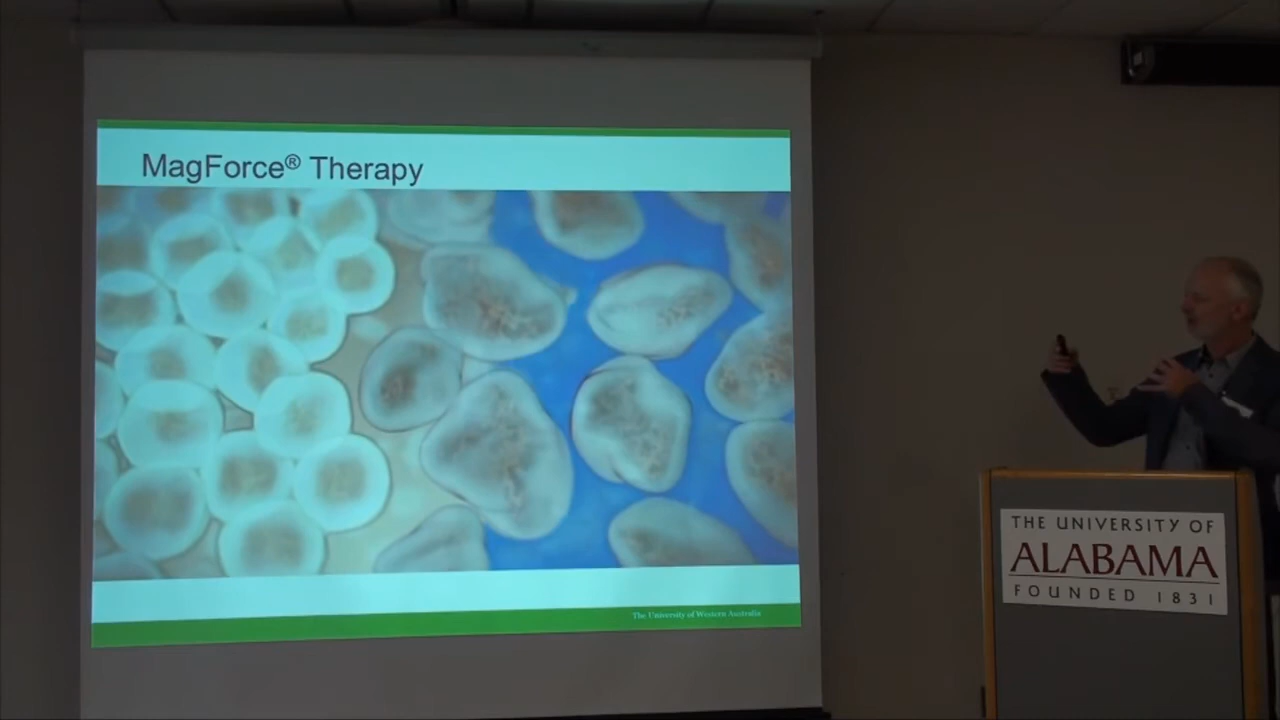 MagForce® Therapy
The University of Western Australia
THE UNIVERSITY OF
ALABAMA
FOUNDED 1831